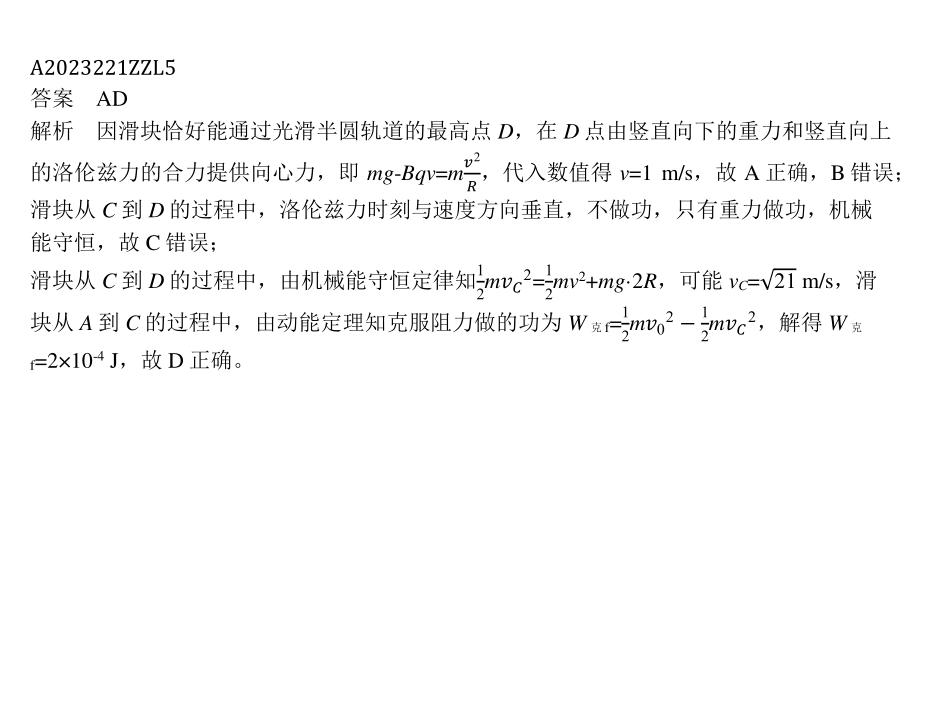 A2023221ZZL5
答案 AD
解析 因滑块恰好能通过光滑半圆轨道的最高点 D，在 D 点由竖直向下的重力和竖直向上
的洛伦兹力的合力提供向心力，即 mg-Bqv=m\frac{v^2}{R}，代入数值得 v=1 m/s，故 A 正确，B 错误；
滑块从 C 到 D 的过程中，洛伦兹力时刻与速度方向垂直，不做功，只有重力做功，机械
能守恒，故 C 错误；
滑块从 C 到 D 的过程中，由机械能守恒定律知\frac{1}{2}mv_C^2=\frac{1}{2}mv^2+mg·2R，可能 v_C=\sqrt{21} m/s，滑
块从 A 到 C 的过程中，由动能定理知克服阻力做的功为 W_{克f}=\frac{1}{2}mv_0^2－\frac{1}{2}mv_C^2，解得 W_克
_f=2×10^{-4} J，故 D 正确。